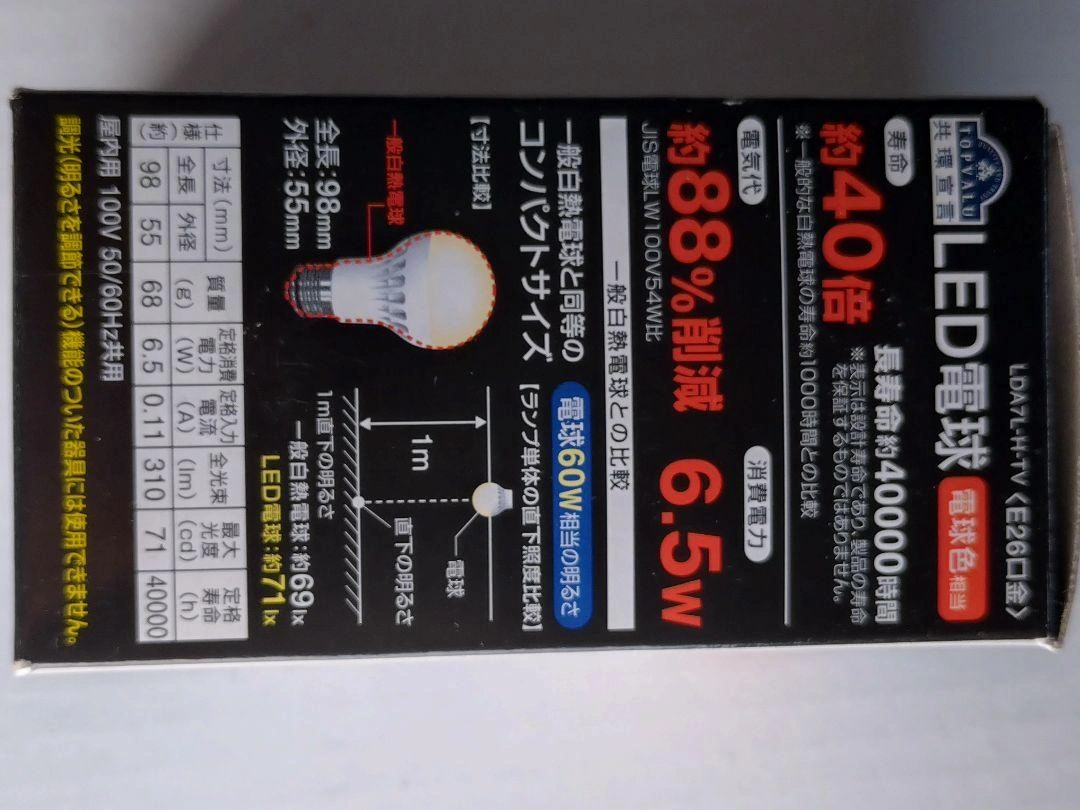 TOPVALU
共環宣言
LED電球
LDA7L-H-TV〈E26口金〉
電球色相当
寿命
約40倍
長寿命約40000時間
※表示は設計寿命であり、製品の寿命
を保証するものではありません。
※一般的な白熱電球の寿命約1000時間との比較
電気代
約88%削減
JIS電球LW100V54W比
消費電力
6.5W
一般白熱電球との比較
一般白熱電球と同等の
コンパクトサイズ
【寸法比較】
一般白熱電球
全長:98mm
外径:55mm
電球60W相当の明るさ
【ランプ単体の直下照度比較】
電球
1m
直下の明るさ
1m直下の明るさ
一般白熱電球:約69lx
LED電球:約71lx
仕様(約) 寸法(mm) 質量(g) 定格消費電力(W) 定格入力電流(A) 全光束(lm) 最大光度(cd) 定格寿命(h)
全長 外径
98 55 68 6.5 0.11 310 71 40000
屋内用 100V 50/60Hz共用
調光(明るさを調節できる)機能のついた器具には使用できません。